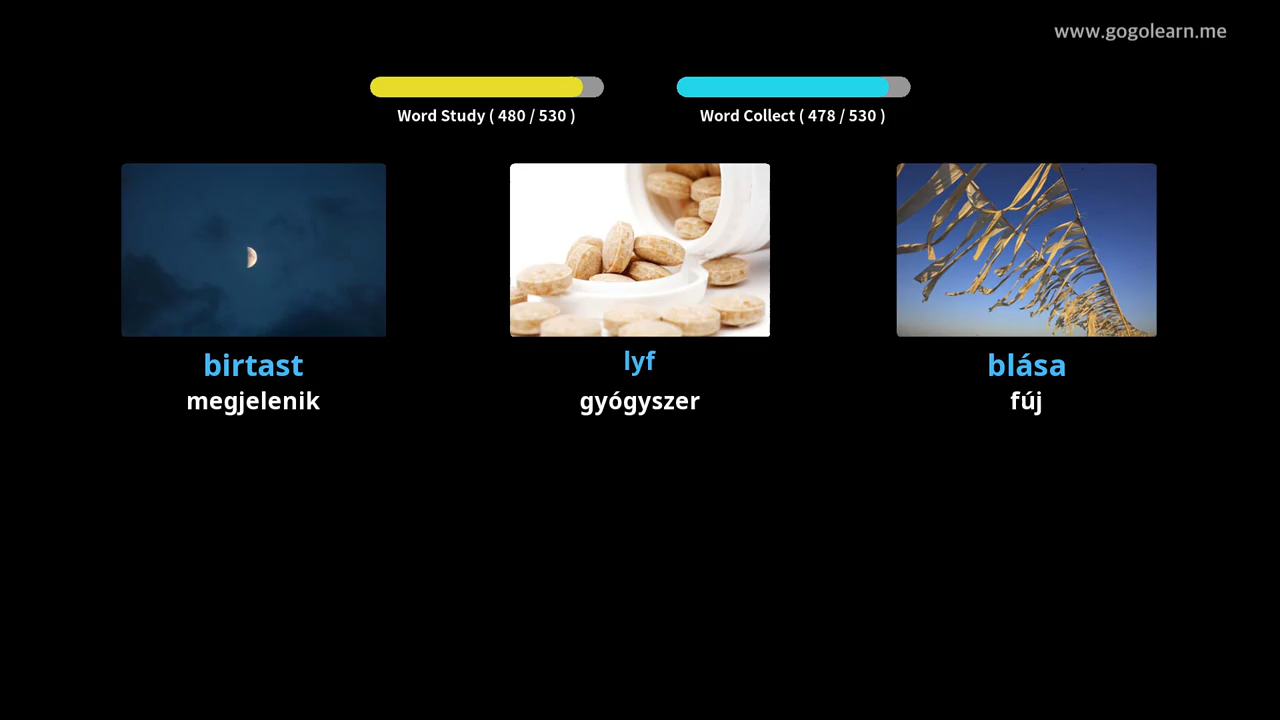 www.gogolearn.me
Word Study ( 480 / 530 )
Word Collect ( 478 / 530 )
birtast
lyf
blása
megjelenik
gyógyszer
fúj